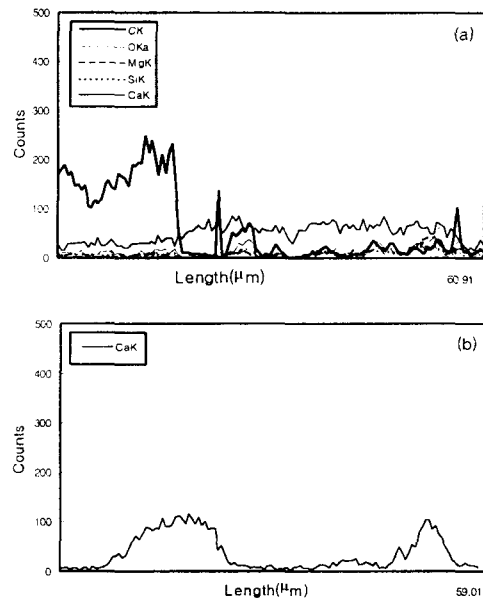 500
(a)
CK
OKa
MgK
SiK
CaK
400
300
200
100
0
Counts
Length(μm)
60.91
500
(b)
CaK
400
300
200
100
0
Counts
Length(μm)
59.01